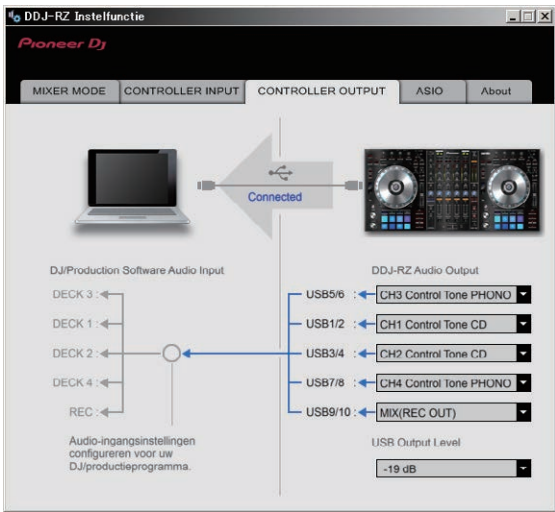 DDJ-RZ Instelfunctie
Pioneer Dj
MIXER MODE CONTROLLER INPUT CONTROLLER OUTPUT ASIO About
Connected
DJ/Production Software Audio Input
DECK 3 :
DECK 1 :
DECK 2 :
DECK 4 :
REC :
Audio-ingangsinstellingen
configureren voor uw
DJ/productieprogramma.
DDJ-RZ Audio Output
USB5/6 : CH3 Control Tone PHONO
USB1/2 : CH1 Control Tone CD
USB3/4 : CH2 Control Tone CD
USB7/8 : CH4 Control Tone PHONO
USB9/10 : MIX(REC OUT)
USB Output Level
-19 dB